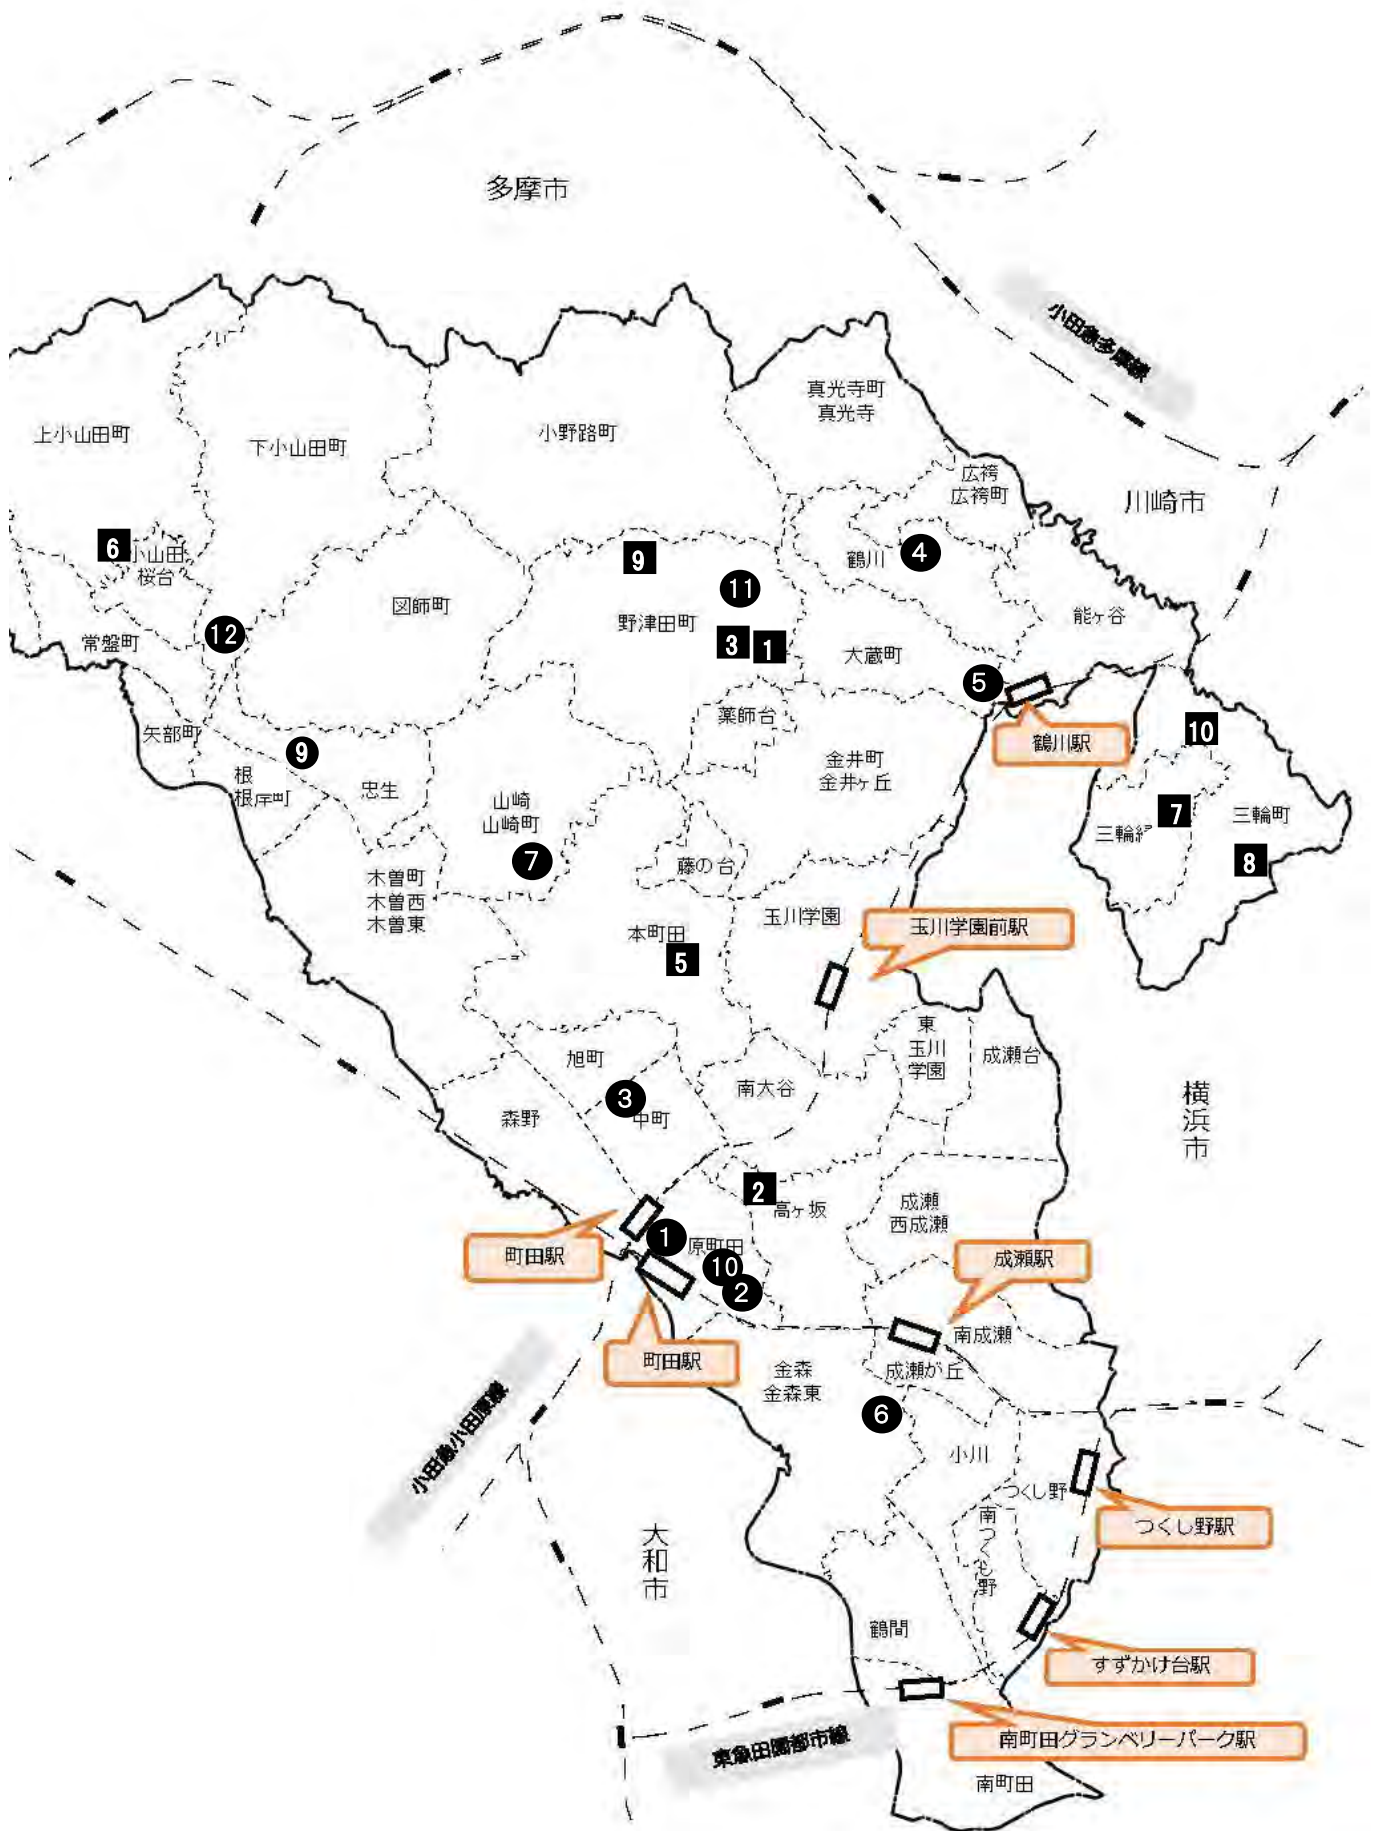 多摩市
小田急多摩線
真光寺町
真光寺
上小山田町
下小山田町
小野路町
広袴
広袴町
川崎市
6
小山田
桜台
9
鶴川
4
11
図師町
野津田町
能ヶ谷
常盤町
12
3
1
大蔵町
5
矢部町
薬師台
鶴川駅
10
9
根
根岸町
忠生
山崎
山崎町
金井町
金井ヶ丘
三輪緑
7
三輪町
7
藤の台
8
木曽町
木曽西
木曽東
本町田
5
玉川学園
玉川学園前駅
東
玉川
学園
成瀬台
旭町
南大谷
横浜市
3
中町
森野
2
高ヶ坂
成瀬
西成瀬
町田駅
1
原町田
10
2
成瀬駅
町田駅
南成瀬
成瀬が丘
金森
金森東
6
小田急小田原線
小川
つくし野
つくし野駅
南つくし野
大和市
鶴間
すずかけ台駅
東急田園都市線
南町田グランベリーパーク駅
南町田